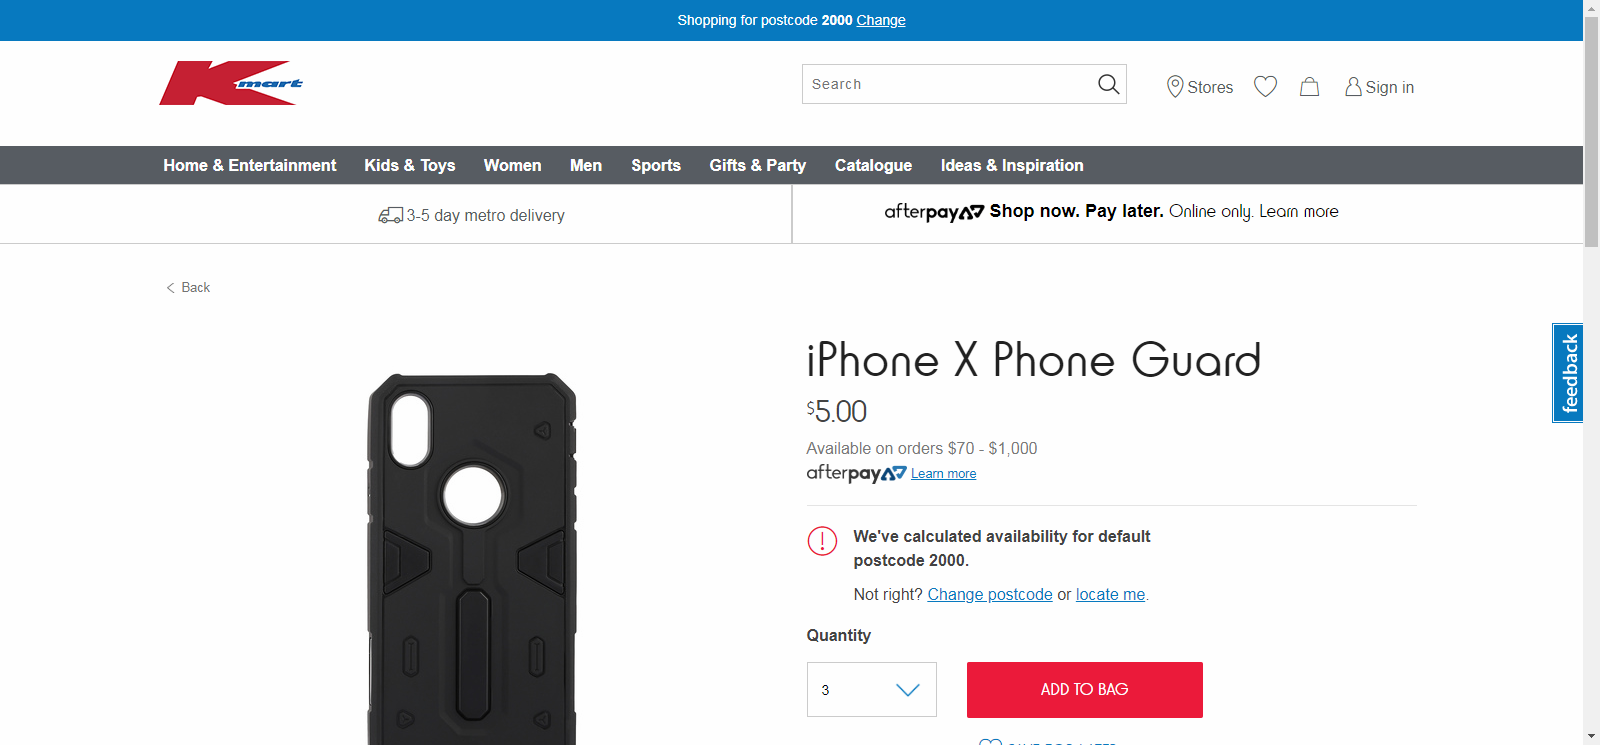 Shopping for postcode 2000 Change
Kmart
Search
Stores
Sign in
Home & Entertainment Kids & Toys Women Men Sports Gifts & Party Catalogue Ideas & Inspiration
3-5 day metro delivery
afterpay Shop now. Pay later. Online only. Learn more
Back
iPhone X Phone Guard
$5.00
Available on orders $70 - $1,000
afterpay Learn more
We've calculated availability for default
postcode 2000.
Not right? Change postcode or locate me.
Quantity
3
ADD TO BAG
feedback